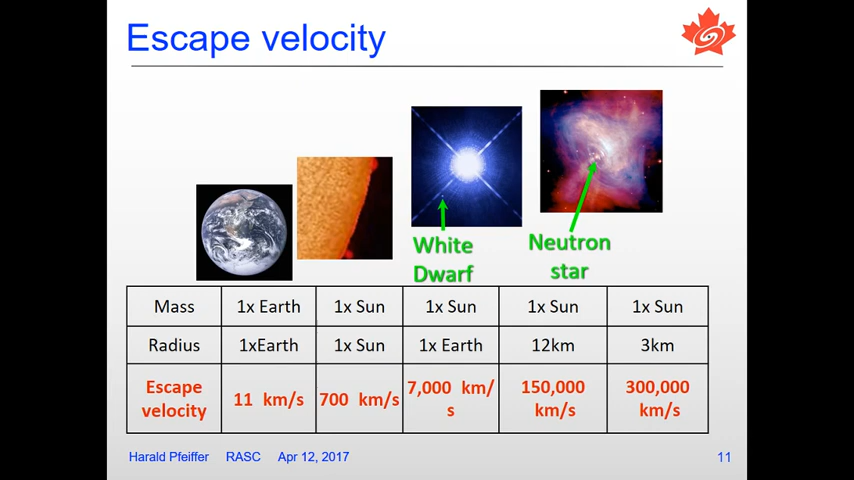 Escape velocity
White
Dwarf
Neutron
star
Mass 1x Earth 1x Sun 1x Sun 1x Sun 1x Sun
Radius 1xEarth 1x Sun 1x Earth 12km 3km
Escape velocity 11 km/s 700 km/s 7,000 km/s 150,000 km/s 300,000 km/s
Harald Pfeiffer RASC Apr 12, 2017 11